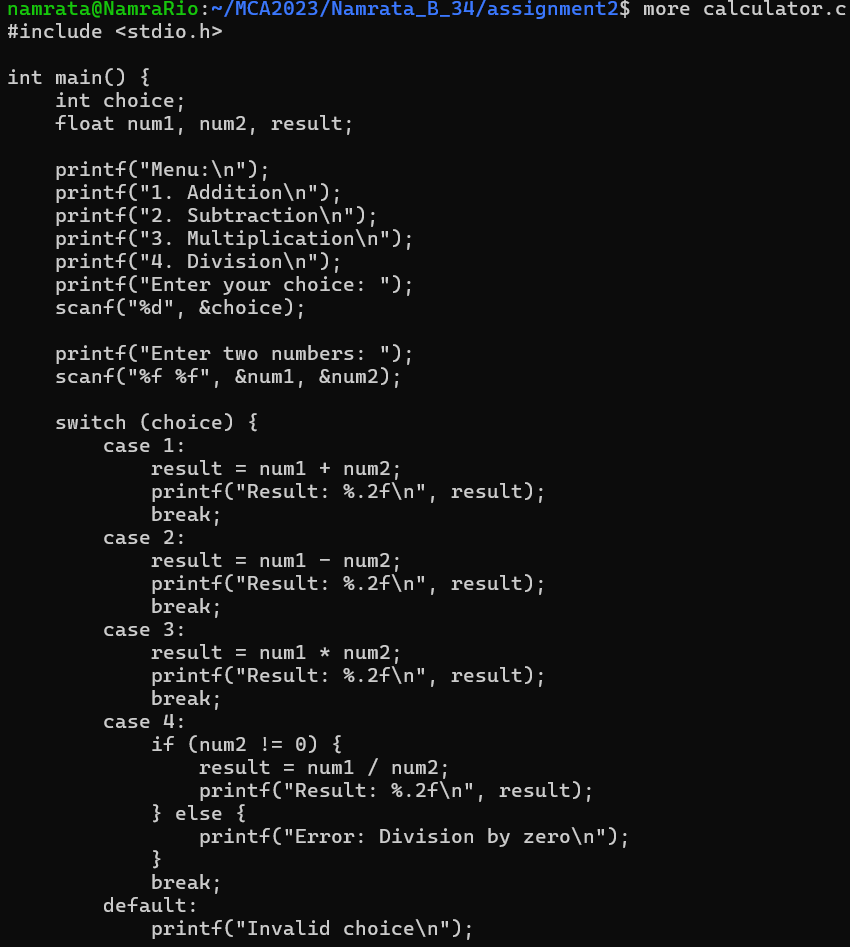 namrata@NamraRio:~/MCA2023/Namrata_B_34/assignment2$ more calculator.c
#include <stdio.h>

int main() {
    int choice;
    float num1, num2, result;

    printf("Menu:\n");
    printf("1. Addition\n");
    printf("2. Subtraction\n");
    printf("3. Multiplication\n");
    printf("4. Division\n");
    printf("Enter your choice: ");
    scanf("%d", &choice);

    printf("Enter two numbers: ");
    scanf("%f %f", &num1, &num2);

    switch (choice) {
        case 1:
            result = num1 + num2;
            printf("Result: %.2f\n", result);
            break;
        case 2:
            result = num1 - num2;
            printf("Result: %.2f\n", result);
            break;
        case 3:
            result = num1 * num2;
            printf("Result: %.2f\n", result);
            break;
        case 4:
            if (num2 != 0) {
                result = num1 / num2;
                printf("Result: %.2f\n", result);
            } else {
                printf("Error: Division by zero\n");
            }
            break;
        default:
            printf("Invalid choice\n");